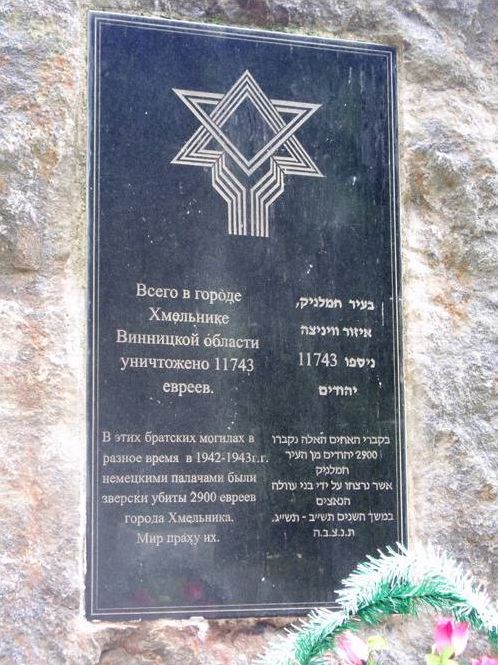 Всего в городе
Хмельнике
Винницкой области
уничтожено 11743
евреев.
בעיר חמלניק,
איזור וויניצה
ניספו 11743
יהודים
В этих братских могилах в
разное время в 1942-1943г.г.
немецкими палачами были
зверски убиты 2900 евреев
города Хмельника.
Мир праху их.
בקברי האחים האלה נקברו
2900 יהודים מן העיר
חמלניק
אשר נרצחו על ידי בני עוולה
הנאצים
במשך השנים תש״ב - תש״ג.
ת.נ.צ.ב.ה